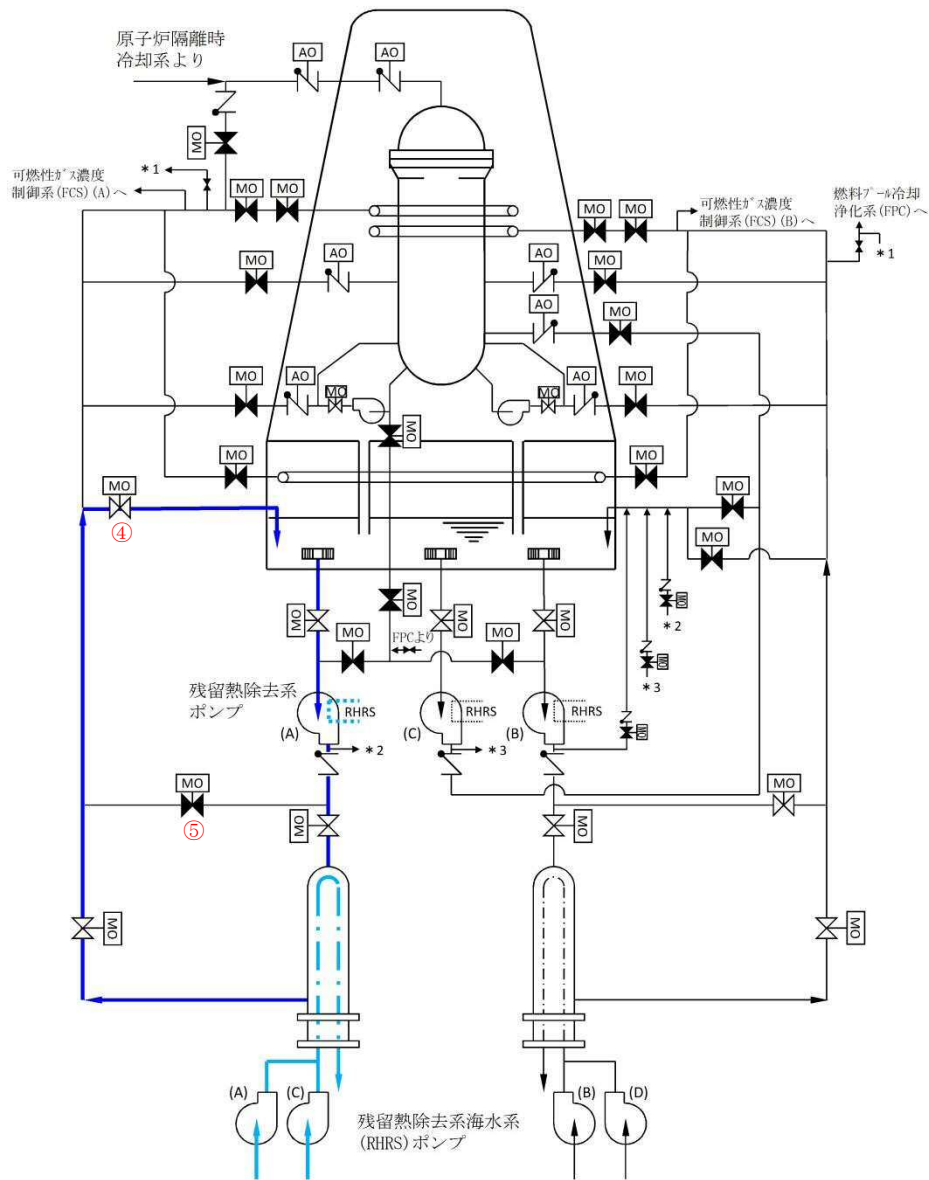 原子炉隔離時
冷却系より
AO
AO
MO
可燃性ｶﾞｽ濃度
制御系(FCS)(A)へ
*1
MO
MO
MO
MO
可燃性ｶﾞｽ濃度
制御系(FCS)(B)へ
燃料ﾌﾟｰﾙ冷却
浄化系(FPC)へ
*1
MO
AO
AO
MO
AO
MO
MO
AO
MO
MO
AO
MO
MO
MO
MO
MO
④
MO
MO
MO
MO
MO
MO
MO
*2
MO
FPCより
MO
MO
*3
残留熱除去系
ポンプ
(A)
RHRS
(C)
RHRS
(B)
RHRS
MO
*2
*3
MO
⑤
MO
MO
MO
MO
MO
(A)
(C)
(B)
(D)
残留熱除去系海水系
(RHRS)ポンプ